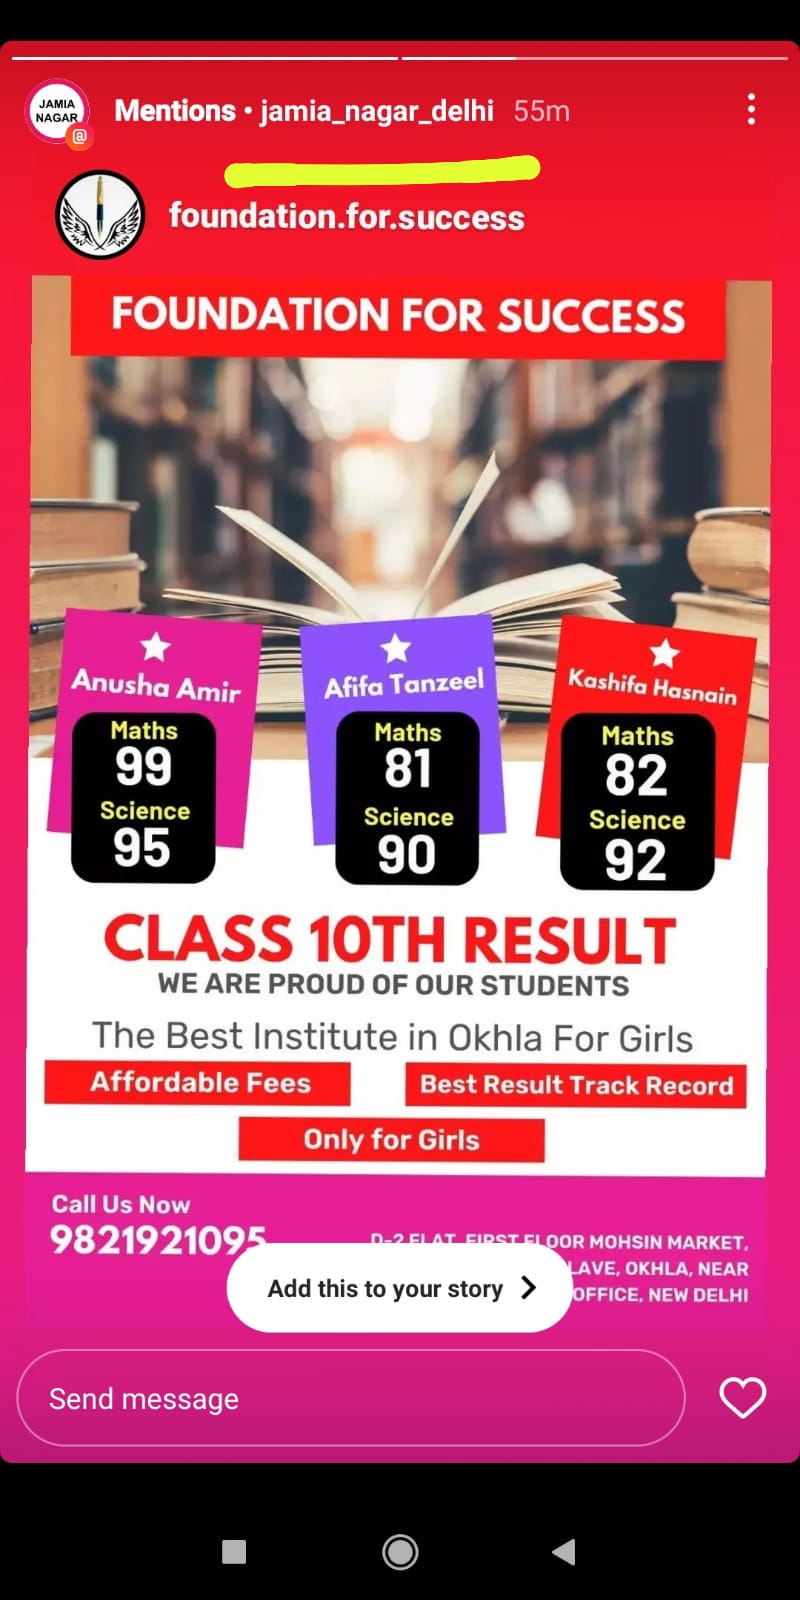 JAMIA
NAGAR
Mentions • jamia_nagar_delhi 55m
foundation.for.success
FOUNDATION FOR SUCCESS
Anusha Amir
Maths
99
Science
95
Afifa Tanzeel
Maths
81
Science
90
Kashifa Hasnain
Maths
82
Science
92
CLASS 10TH RESULT
WE ARE PROUD OF OUR STUDENTS
The Best Institute in Okhla For Girls
Affordable Fees
Best Result Track Record
Only for Girls
Call Us Now
9821921095
D-2 FLAT, FIRST FLOOR MOHSIN MARKET,
OKHLA, NEAR
OFFICE, NEW DELHI
Add this to your story
Send message